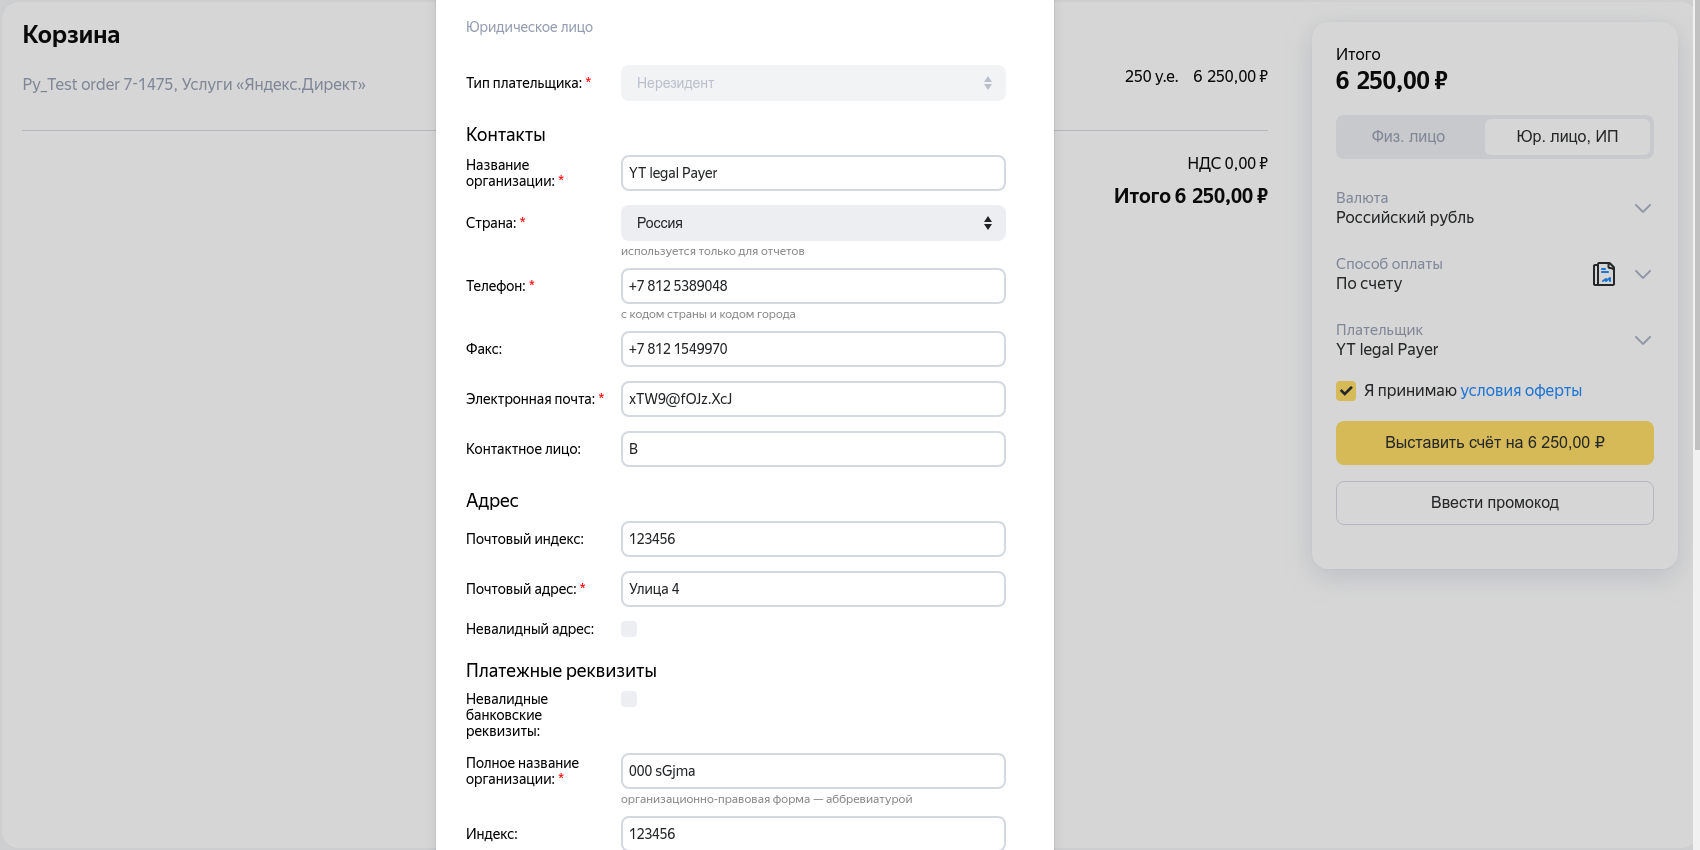 Корзина
Py_Test order 7-1475, Услуги «Яндекс.Директ»
250 у.е. 6 250,00 ₽
НДС 0,00 ₽
Итого 6 250,00 ₽
Юридическое лицо
Тип плательщика: *
Нерезидент
Контакты
Название
организации: *
YT legal Payer
Страна: *
Россия
используется только для отчетов
Телефон: *
+7 812 5389048
с кодом страны и кодом города
Факс:
+7 812 1549970
Электронная почта: *
xTW9@fOJz.XcJ
Контактное лицо:
В
Адрес
Почтовый индекс:
123456
Почтовый адрес: *
Улица 4
Невалидный адрес:
Платежные реквизиты
Невалидные
банковские
реквизиты:
Полное название
организации: *
000 sGjma
организационно-правовая форма — аббревиатурой
Индекс:
123456
Итого
6 250,00 ₽
Физ. лицо
Юр. лицо, ИП
Валюта
Российский рубль
Способ оплаты
По счету
Плательщик
YT legal Payer
Я принимаю условия оферты
Выставить счёт на 6 250,00 ₽
Ввести промокод